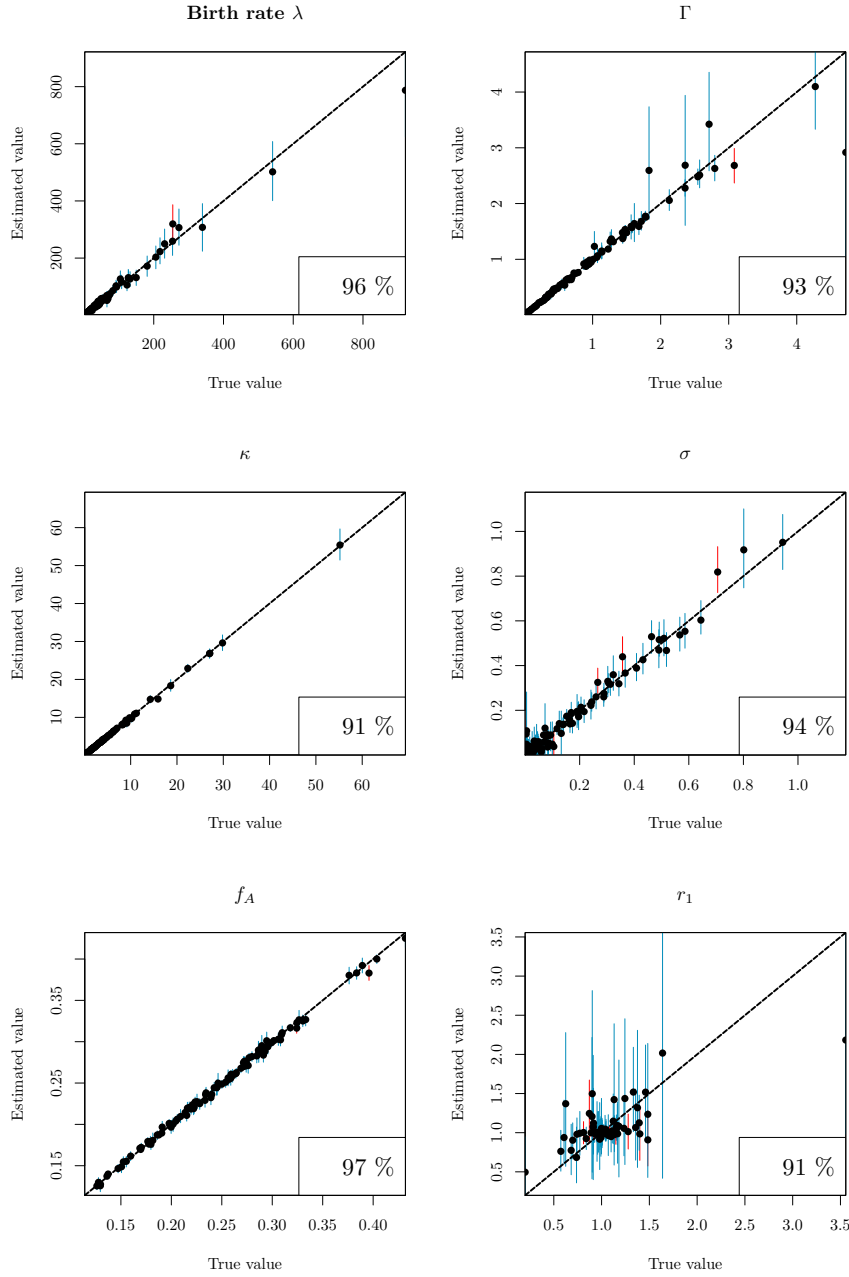 Birth rate λ
Γ
Estimated value
200 400 600 800
96 %
200 400 600 800
True value
Estimated value
1 2 3 4
93 %
1 2 3 4
True value
κ
σ
Estimated value
10 20 30 40 50 60
91 %
10 20 30 40 50 60
True value
Estimated value
0.2 0.4 0.6 0.8 1.0
94 %
0.2 0.4 0.6 0.8 1.0
True value
f_A
r_1
Estimated value
0.15 0.25 0.35
97 %
0.15 0.20 0.25 0.30 0.35 0.40
True value
Estimated value
0.5 1.0 1.5 2.0 2.5 3.0 3.5
91 %
0.5 1.0 1.5 2.0 2.5 3.0 3.5
True value